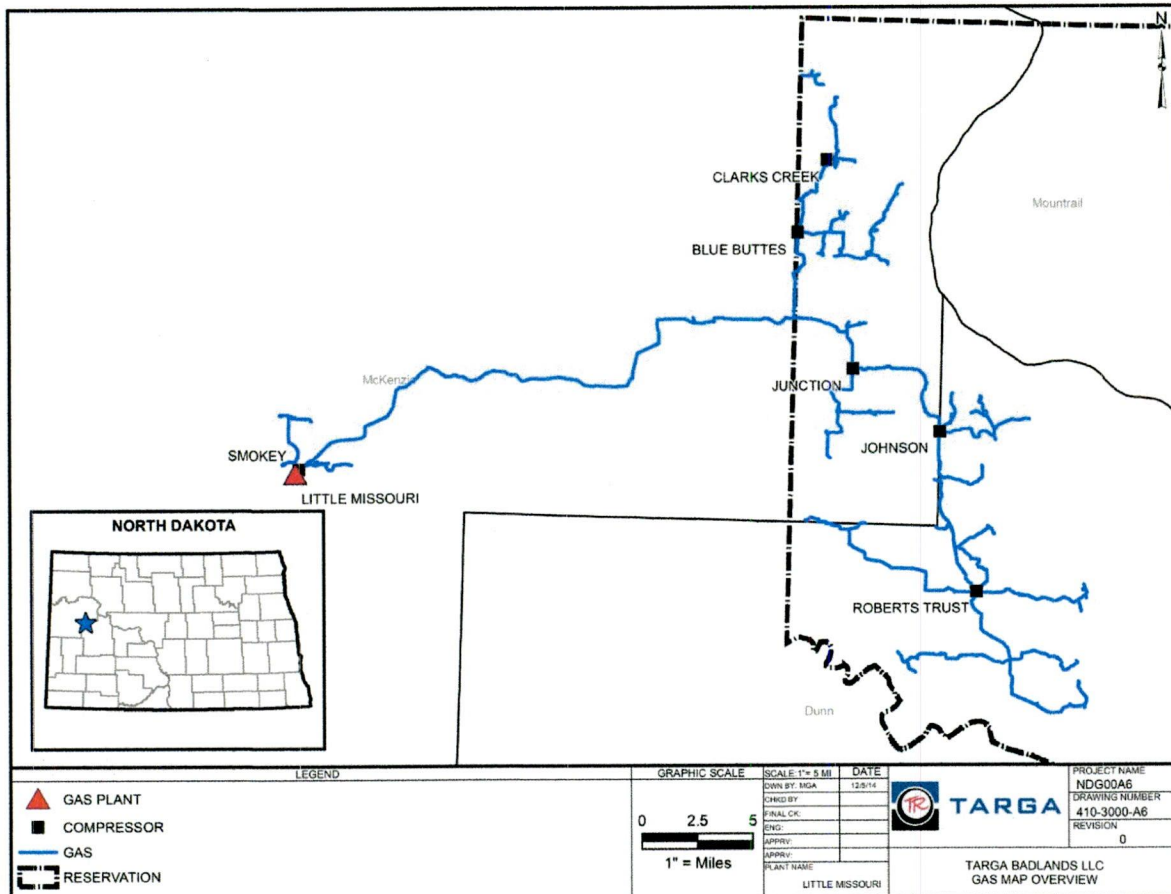 N
CLARKS CREEK
Mountrail
BLUE BUTTES
McKenzie
JUNCTION
JOHNSON
SMOKEY
LITTLE MISSOURI
NORTH DAKOTA
ROBERTS TRUST
Dunn
LEGEND
GAS PLANT
COMPRESSOR
GAS
RESERVATION
GRAPHIC SCALE
0 2.5 5
1" = Miles
SCALE: 1"= 5 MI DATE
DWN BY: MGA 12/5/14
CHKD BY
FINAL CK:
ENG:
APPRV:
APPRV:
PLANT NAME
LITTLE MISSOURI
TR TARGA
PROJECT NAME
NDG00A6
DRAWING NUMBER
410-3000-A6
REVISION
0
TARGA BADLANDS LLC
GAS MAP OVERVIEW